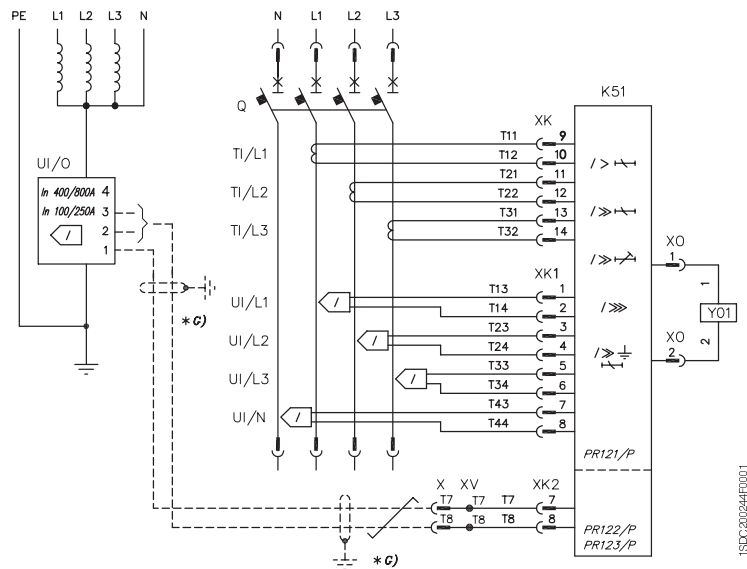 PE L1 L2 L3 N
N L1 L2 L3
K51
Q
XK
T11 9
T12 10
TI/L1
T21 11
T22 12
TI/L2
T31 13
T32 14
TI/L3
UI/O
In 400/800A 4
In 100/250A 3
/ 2
1
*G)
XK1
T13 1
T14 2
UI/L1 /
T23 3
T24 4
UI/L2 /
T33 5
T34 6
UI/L3 /
T43 7
T44 8
UI/N /
/ >
/ ≫
/ ≫
/ ⋙
/ ≫
XO
1
1
YO1
2
XO
2
PR121/P
X XV XK2
T7 T7 T7 7
T8 T8 T8 8
PR122/P
PR123/P
*G)
1SDC200244F0001